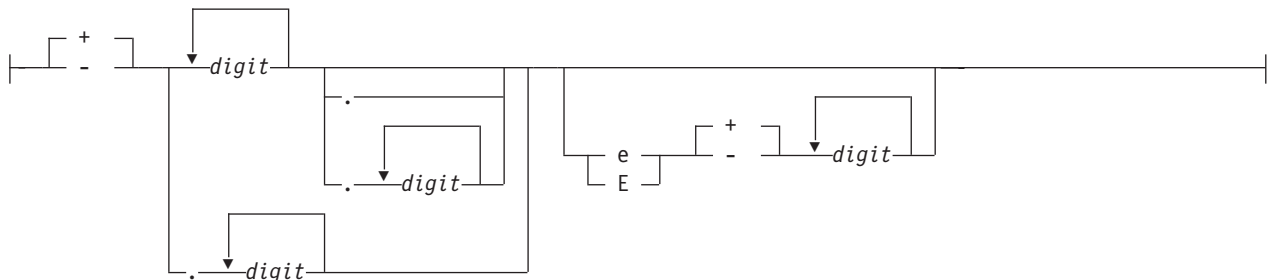 +
- digit
.
+
e - digit
. digit
E
. digit